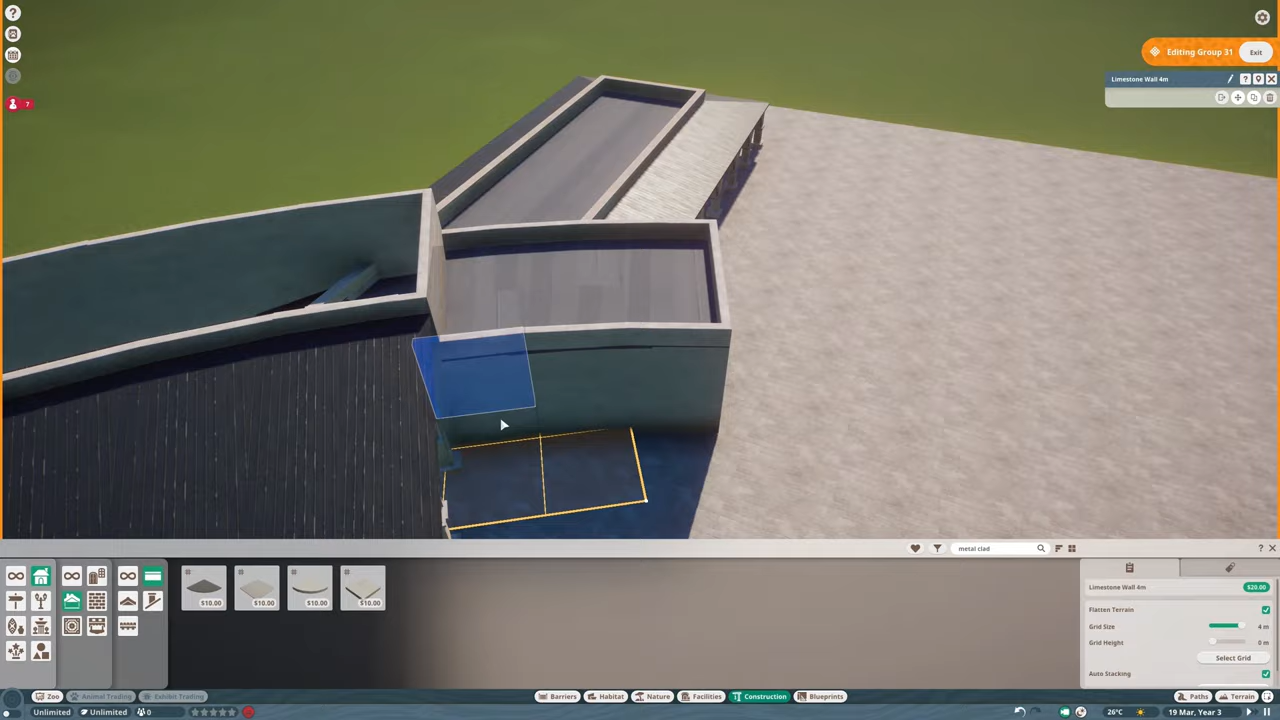 ?
Editing Group 31
Exit
Limestone Wall 4m
?
7
metal clad
?
$10.00
$10.00
$10.00
$10.00
Limestone Wall 4m
$20.00
Flatten Terrain
Grid Size
4 m
Grid Height
0 m
Select Grid
Auto Stacking
Zoo
Animal Trading
Exhibit Trading
Barriers
Habitat
Nature
Facilities
Construction
Blueprints
Paths
Terrain
Unlimited
Unlimited
0
26°C
19 Mar, Year 3